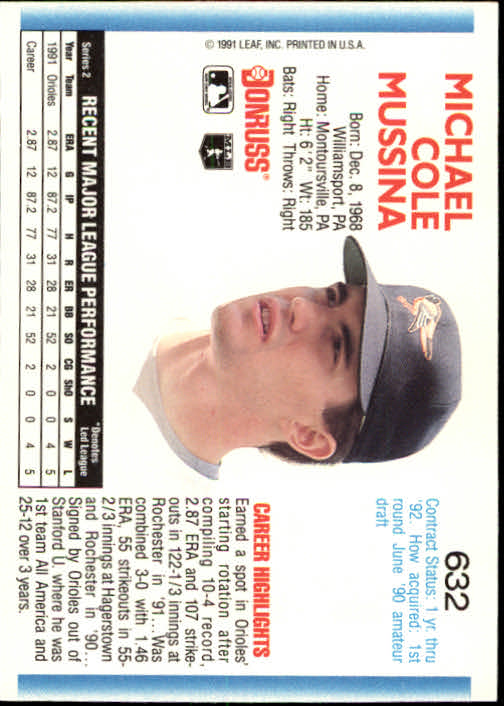 MICHAEL
COLE
MUSSINA
Born: Dec. 8, 1968
Williamsport, PA
Home: Montoursville, PA
Ht: 6'2" Wt: 185
Bats: Right Throws: Right
DONRUSS®
© 1991 LEAF, INC. PRINTED IN U.S.A.
632
Contract Status: 1 yr. thru
'92. How acquired: 1st
round June '90 amateur
draft
CAREER HIGHLIGHTS
Earned a spot in Orioles'
starting rotation after
compiling 10-4 record,
2.87 ERA and 107 strike-
outs in 122-1/3 innings at
Rochester in '91... Was
combined 3-0 with 1.46
ERA, 55 strikeouts in 55-
2/3 innings at Hagerstown
and Rochester in '90...
Signed by Orioles out of
Stanford U. where he was
1st team All America and
25-12 over 3 years.
Series 2 RECENT MAJOR LEAGUE PERFORMANCE *Denotes
Led League
Year Team ERA G IP H R ER BB SO CG ShO S W L
1991 Orioles 2.87 12 87.2 77 31 28 21 52 2 0 0 4 5
Career 2.87 12 87.2 77 31 28 21 52 2 0 0 4 5